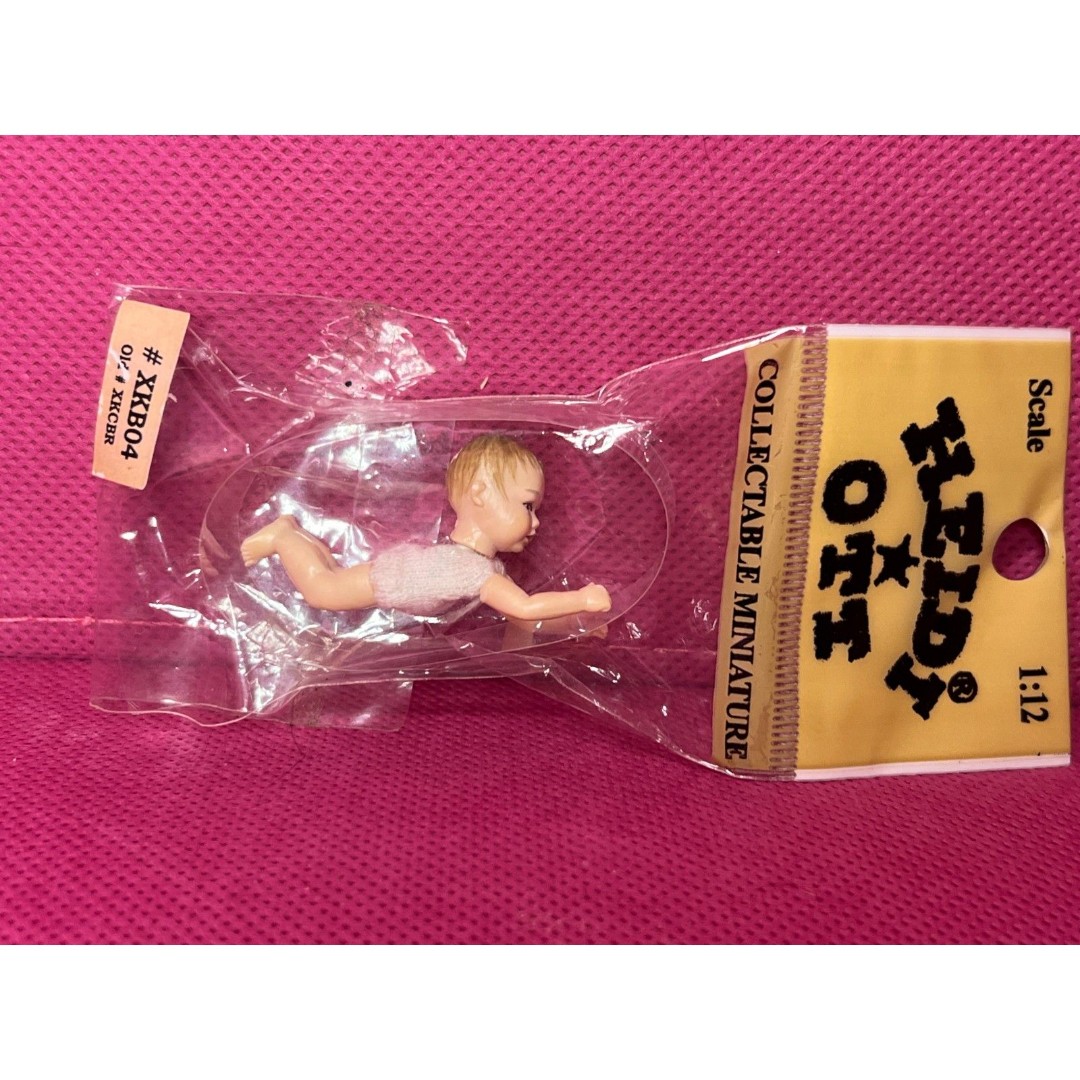 Scale 1:12
HEIDI®
OTT
COLLECTABLE MINIATURE
# XKB04
Old # XKCBR